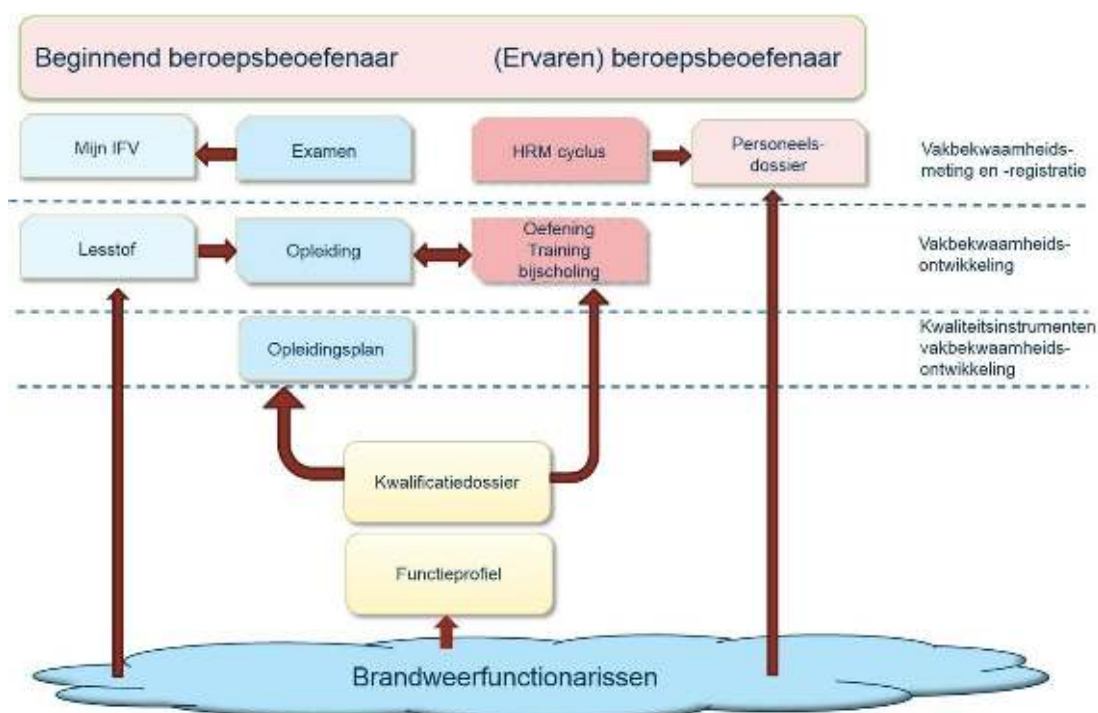 Beginnend beroepsbeoefenaar
(Ervaren) beroepsbeoefenaar
Mijn IFV
Examen
HRM cyclus
Personeels-
dossier
Vakbekwaamheids-
meting en -registratie
Lesstof
Opleiding
Oefening
Training
bijscholing
Vakbekwaamheids-
ontwikkeling
Opleidingsplan
Kwaliteitsinstrumenten
vakbekwaamheids-
ontwikkeling
Kwalificatiedossier
Functieprofiel
Brandweerfunctionarissen